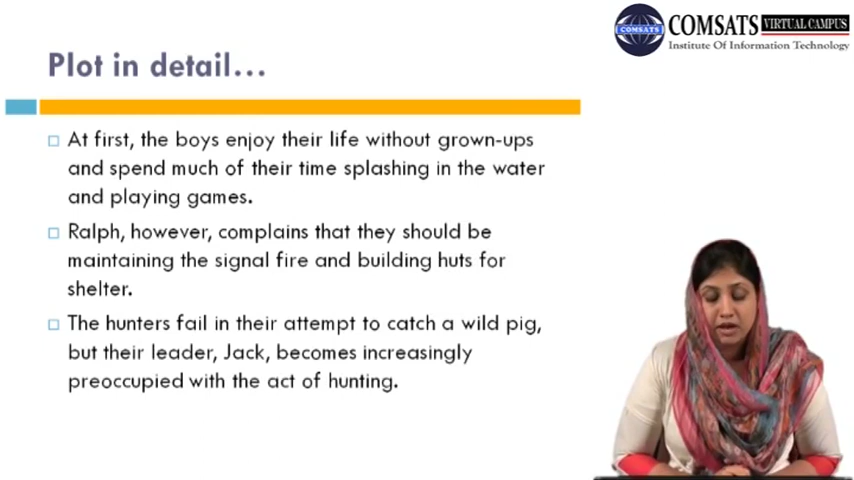 COMSATS VIRTUAL CAMPUS
COMSATS
Institute Of Information Technology
Plot in detail...
At first, the boys enjoy their life without grown-ups
and spend much of their time splashing in the water
and playing games.
Ralph, however, complains that they should be
maintaining the signal fire and building huts for
shelter.
The hunters fail in their attempt to catch a wild pig,
but their leader, Jack, becomes increasingly
preoccupied with the act of hunting.